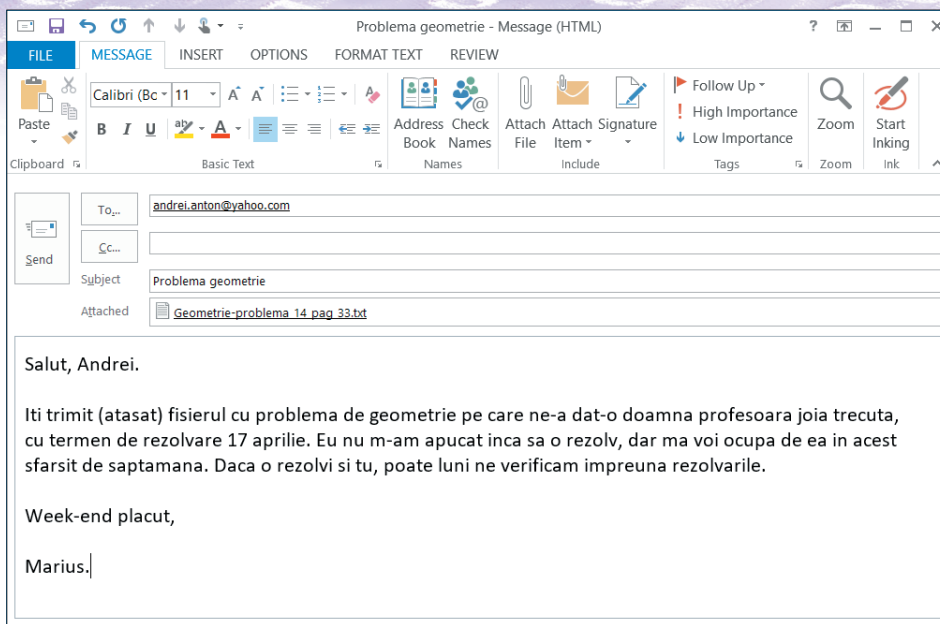 Problema geometrie - Message (HTML)
?
FILE MESSAGE INSERT OPTIONS FORMAT TEXT REVIEW
Calibri (Bc 11 A A
Follow Up
! High Importance
Low Importance
Paste
B I U ab A
Address Book
Check Names
Attach File
Attach Item
Signature
Zoom
Start Inking
Clipboard Basic Text Names Include Tags Zoom Ink
Send
To... andrei.anton@yahoo.com
Cc...
Subject Problema geometrie
Attached Geometrie-problema 14 pag 33.txt
Salut, Andrei.
Iti trimit (atasat) fisierul cu problema de geometrie pe care ne-a dat-o doamna profesoara joia trecuta,
cu termen de rezolvare 17 aprilie. Eu nu m-am apucat inca sa o rezolv, dar ma voi ocupa de ea in acest
sfarsit de saptamana. Daca o rezolvi si tu, poate luni ne verificam impreuna rezolvarile.
Week-end placut,
Marius.